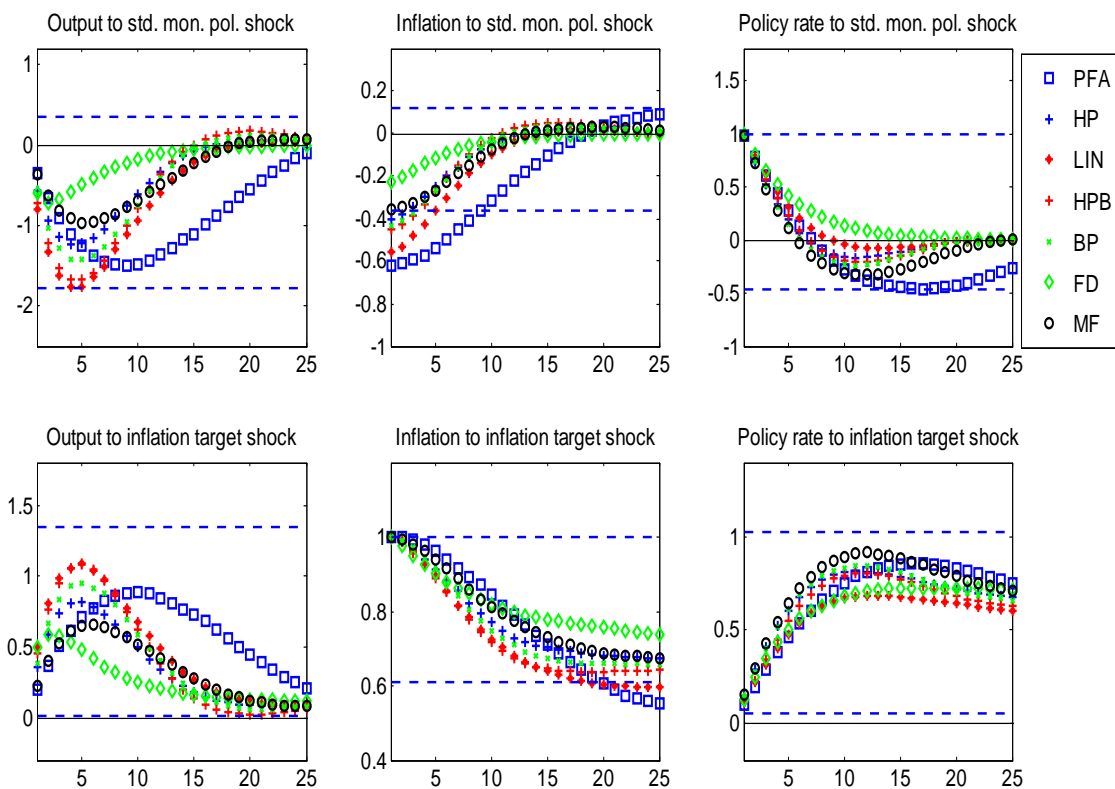 Output to std. mon. pol. shock
1
0
-1
-2
5 10 15 20 25
Inflation to std. mon. pol. shock
0.2
0
-0.2
-0.4
-0.6
-0.8
-1
5 10 15 20 25
Policy rate to std. mon. pol. shock
1.5
1
0.5
0
-0.5
-1
5 10 15 20 25
PFA
HP
LIN
HPB
BP
FD
MF
Output to inflation target shock
1.5
1
0.5
0
5 10 15 20 25
Inflation to inflation target shock
1
0.8
0.6
0.4
5 10 15 20 25
Policy rate to inflation target shock
1
0.5
0
5 10 15 20 25